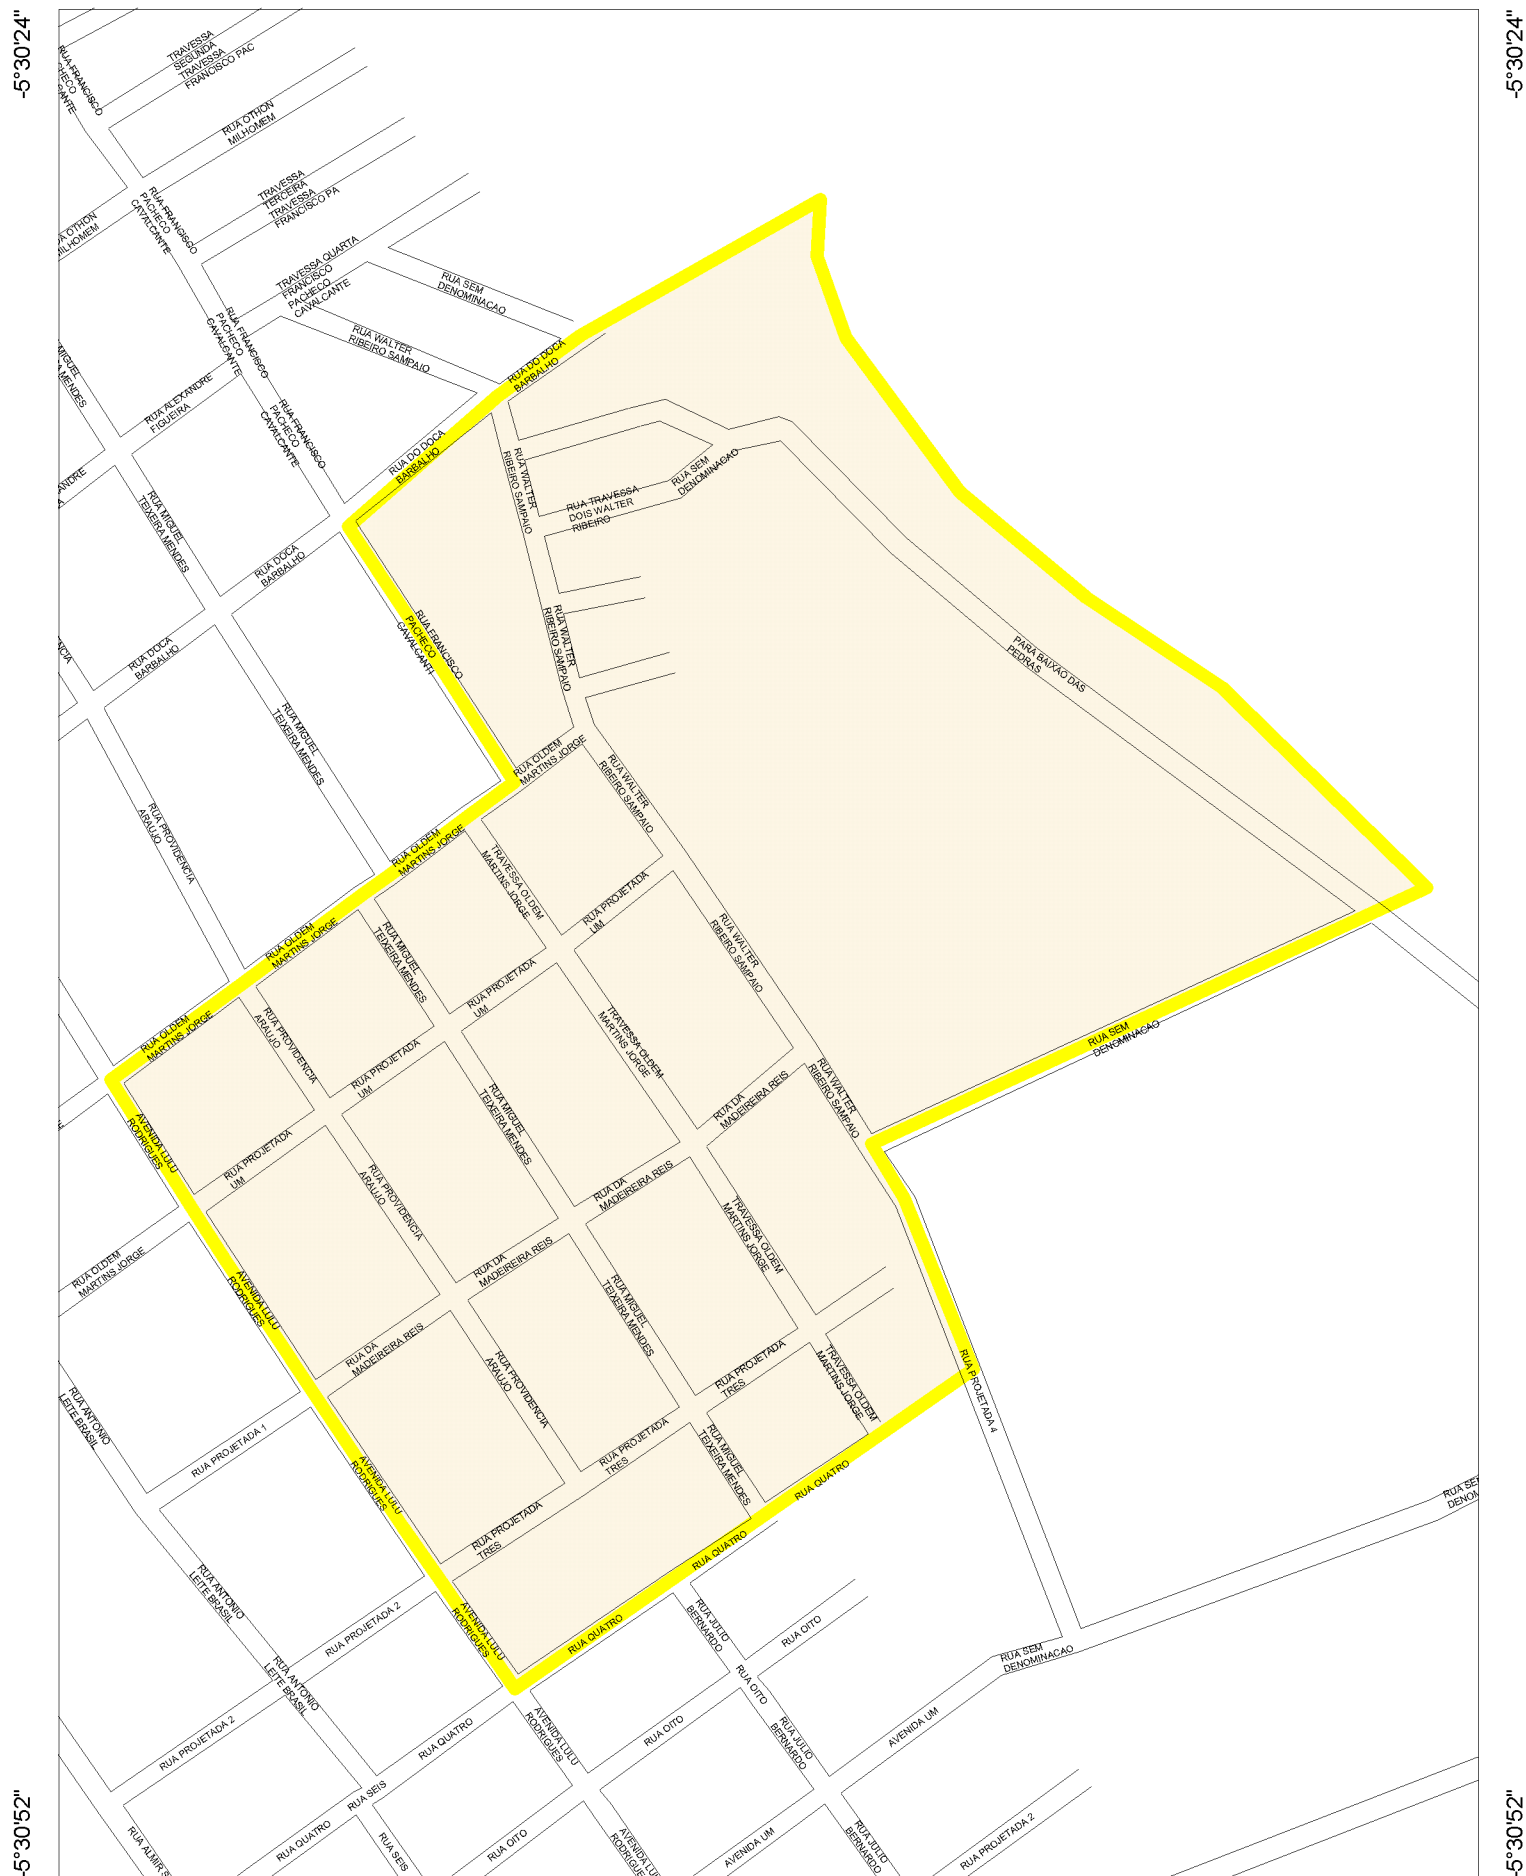 -5°30'24"
-5°30'24"
TRAVESSA
SEGUNDA
TRAVESSA
FRANCISCO PAC
RUA FRANCISCO
RUA OTHON
MILHOMEM
TRAVESSA
TERCEIRA
TRAVESSA
FRANCISCO PA
RUA FRANCISCO
PACHECO
CAVALCANTE
TRAVESSA QUARTA
FRANCISCO
PACHECO
CAVALCANTE
RUA SEM
DENOMINACAO
RUA FRANCISCO
PACHECO
CAVALCANTE
RUA WALTER
RIBEIRO SAMPAIO
RUA DO DOCA
BARBALHO
RUA ALEXANDRE
FIGUEIRA
RUA FRANCISCO
PACHECO
CAVALCANTE
RUA DO DOCA
BARBALHO
RUA WALTER
RIBEIRO SAMPAIO
RUA SEM
DENOMINACAO
RUA TRAVESSA
DOIS WALTER
RIBEIRO
RUA MIGUEL
TEIXEIRA MENDES
RUA DOCA
BARBALHO
RUA DOCA
BARBALHO
RUA FRANCISCO
PACHECO
CAVALCANTI
RUA WALTER
RIBEIRO SAMPAIO
PARA BAIXAO DAS
PEDRAS
RUA MIGUEL
TEIXEIRA MENDES
RUA OLDEM
MARTINS JORGE
RUA WALTER
RIBEIRO SAMPAIO
RUA PROVIDENCIA
ARAUJO
RUA OLDEM
MARTINS JORGE
TRAVESSA OLDEM
MARTINS JORGE
RUA PROJETADA
UM
RUA OLDEM
MARTINS JORGE
RUA MIGUEL
TEIXEIRA MENDES
RUA PROJETADA
UM
RUA WALTER
RIBEIRO SAMPAIO
RUA OLDEM
MARTINS JORGE
RUA PROVIDENCIA
ARAUJO
RUA PROJETADA
UM
TRAVESSA OLDEM
MARTINS JORGE
RUA SEM
DENOMINACAO
RUA WALTER
RIBEIRO SAMPAIO
RUA DA
MADEIREIRA REIS
RUA MIGUEL
TEIXEIRA MENDES
AVENIDA LULU
RODRIGUES
RUA PROJETADA
UM
RUA PROVIDENCIA
ARAUJO
RUA DA
MADEIREIRA REIS
TRAVESSA OLDEM
MARTINS JORGE
RUA DA
MADEIREIRA REIS
RUA OLDEM
MARTINS JORGE
AVENIDA LULU
RODRIGUES
RUA MIGUEL
TEIXEIRA MENDES
RUA DA
MADEIREIRA REIS
RUA PROVIDENCIA
ARAUJO
RUA PROJETADA
TRES
TRAVESSA OLDEM
MARTINS JORGE
RUA PROJETADA 4
RUA ANTONIO
LEITE BRASIL
RUA PROJETADA 1
AVENIDA LULU
RODRIGUES
RUA PROJETADA
TRES
RUA MIGUEL
TEIXEIRA MENDES
RUA QUATRO
RUA PROJETADA
TRES
RUA QUATRO
RUA ANTONIO
LEITE BRASIL
RUA PROJETADA 2
AVENIDA LULU
RODRIGUES
RUA QUATRO
RUA JULIO
BERNARDO
RUA OITO
RUA SEM
DENOMINACAO
RUA ANTONIO
LEITE BRASIL
RUA OITO
RUA PROJETADA 2
RUA QUATRO
AVENIDA LULU
RODRIGUES
RUA OITO
RUA JULIO
BERNARDO
AVENIDA UM
RUA SEIS
RUA QUATRO
RUA SEIS
RUA OITO
AVENIDA UM
RUA JULIO
BERNARDO
RUA PROJETADA 2
-5°30'52"
-5°30'52"